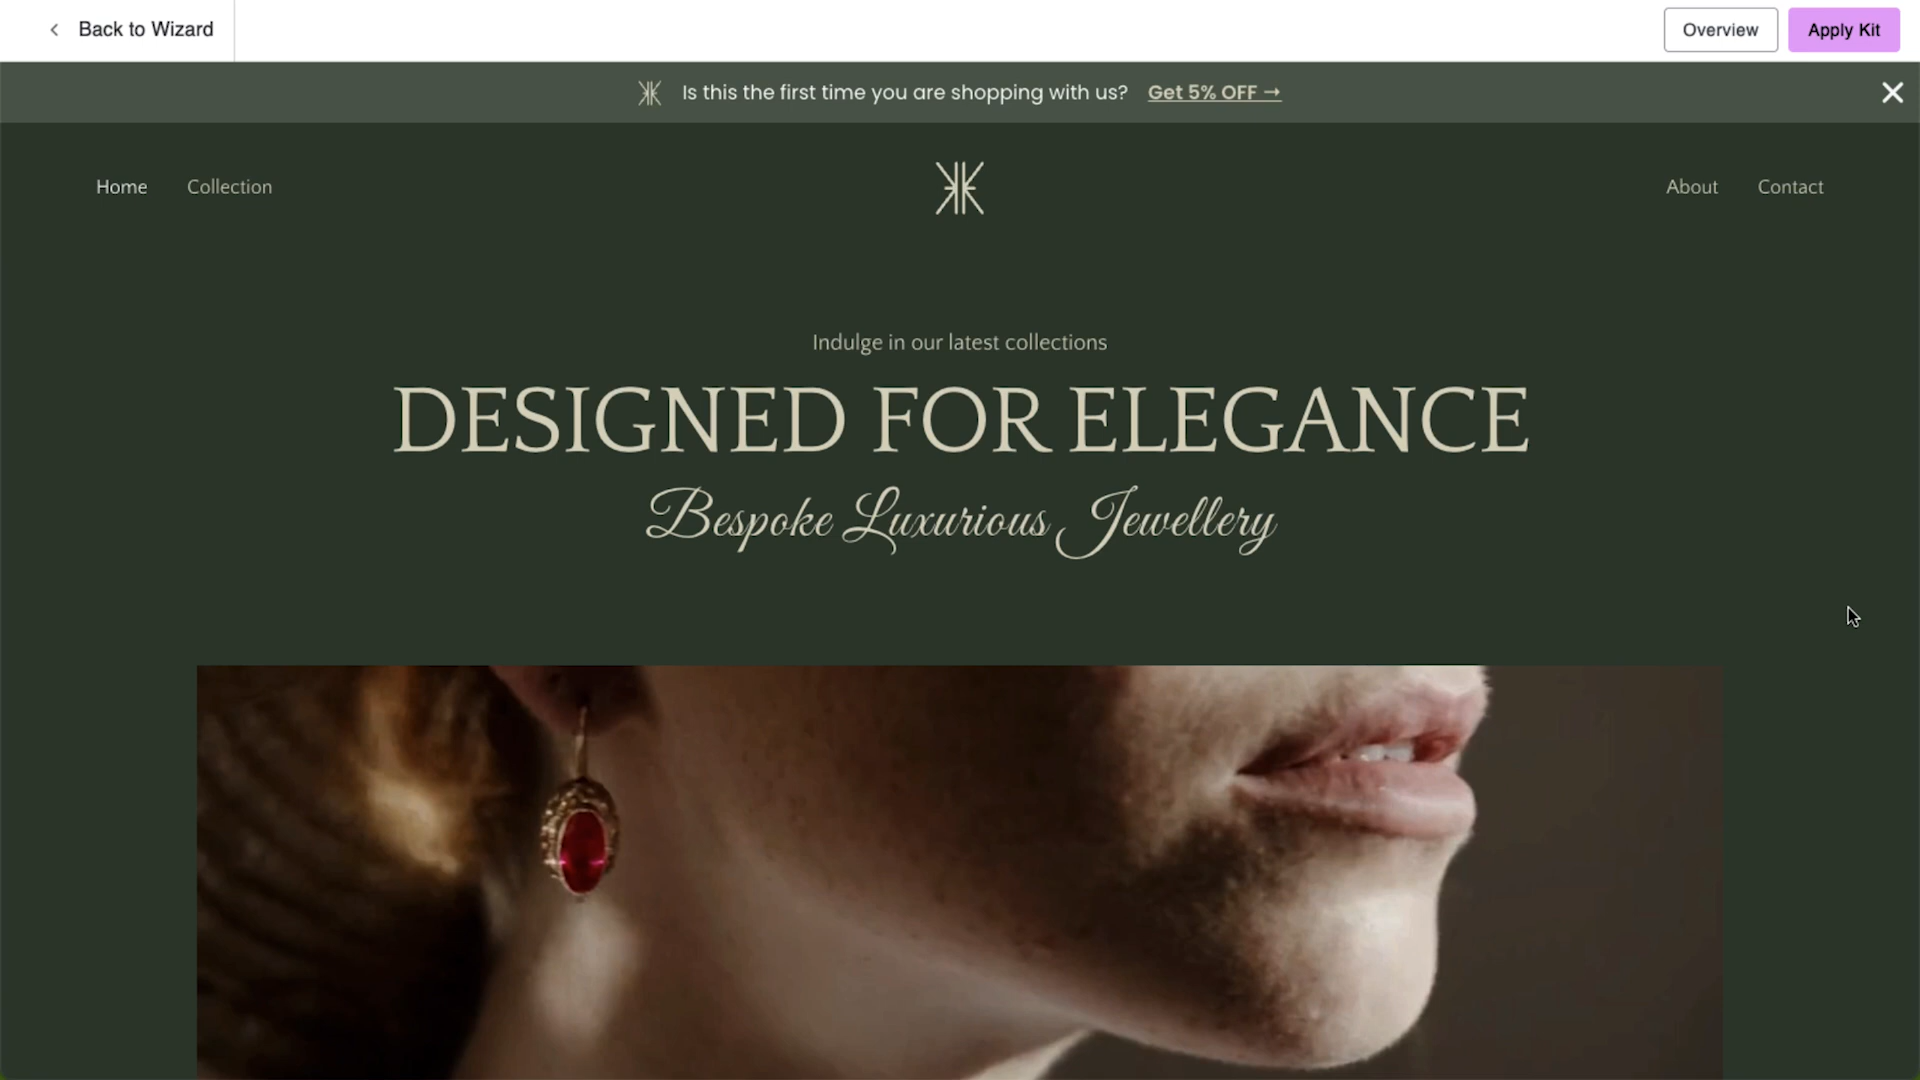 Back to Wizard
Overview
Apply Kit
Is this the first time you are shopping with us? Get 5% OFF →
Home
Collection
About
Contact
Indulge in our latest collections
DESIGNED FOR ELEGANCE
Bespoke Luxurious Jewellery